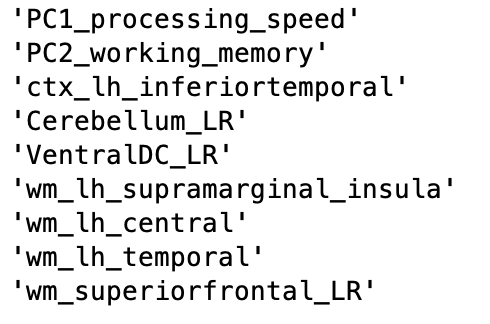 'PC1_processing_speed'
'PC2_working_memory'
'ctx_lh_inferiortemporal'
'Cerebellum_LR'
'VentralDC_LR'
'wm_lh_supramarginal_insula'
'wm_lh_central'
'wm_lh_temporal'
'wm_superiorfrontal_LR'